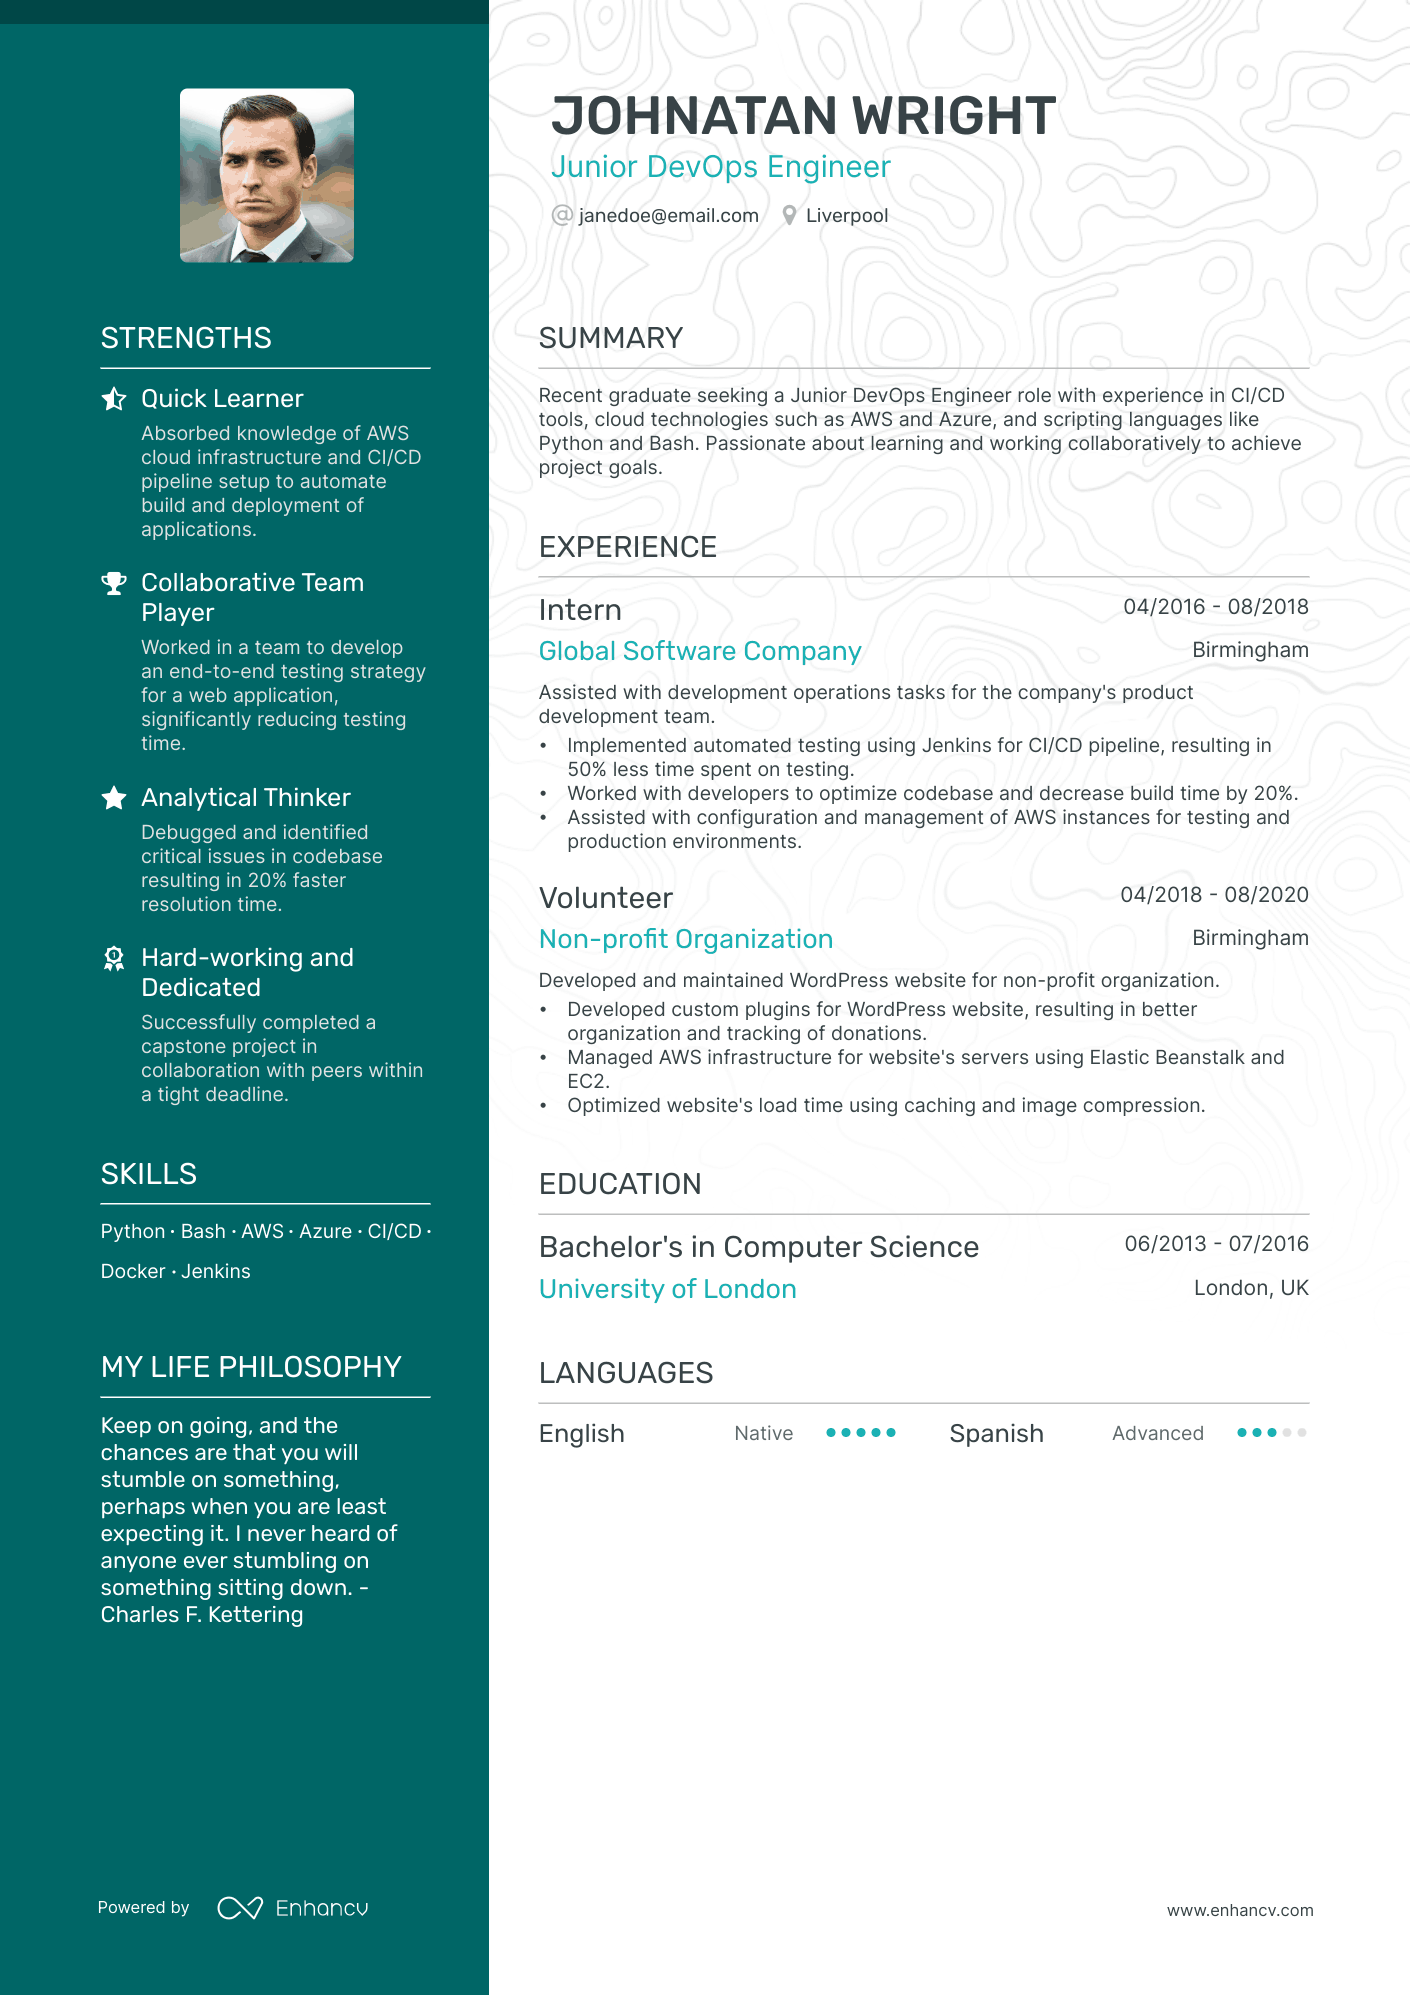 JOHNATAN WRIGHT
Junior DevOps Engineer
janedoe@email.com Liverpool
STRENGTHS
Quick Learner
Absorbed knowledge of AWS
cloud infrastructure and CI/CD
pipeline setup to automate
build and deployment of
applications.
Collaborative Team
Player
Worked in a team to develop
an end-to-end testing strategy
for a web application,
significantly reducing testing
time.
Analytical Thinker
Debugged and identified
critical issues in codebase
resulting in 20% faster
resolution time.
Hard-working and
Dedicated
Successfully completed a
capstone project in
collaboration with peers within
a tight deadline.
SKILLS
Python · Bash · AWS · Azure · CI/CD ·
Docker · Jenkins
MY LIFE PHILOSOPHY
Keep on going, and the
chances are that you will
stumble on something,
perhaps when you are least
expecting it. I never heard of
anyone ever stumbling on
something sitting down. -
Charles F. Kettering
SUMMARY
Recent graduate seeking a Junior DevOps Engineer role with experience in CI/CD
tools, cloud technologies such as AWS and Azure, and scripting languages like
Python and Bash. Passionate about learning and working collaboratively to achieve
project goals.
EXPERIENCE
Intern 04/2016 - 08/2018
Global Software Company Birmingham
Assisted with development operations tasks for the company's product
development team.
• Implemented automated testing using Jenkins for CI/CD pipeline, resulting in
50% less time spent on testing.
• Worked with developers to optimize codebase and decrease build time by 20%.
• Assisted with configuration and management of AWS instances for testing and
production environments.
Volunteer 04/2018 - 08/2020
Non-profit Organization Birmingham
Developed and maintained WordPress website for non-profit organization.
• Developed custom plugins for WordPress website, resulting in better
organization and tracking of donations.
• Managed AWS infrastructure for website's servers using Elastic Beanstalk and
EC2.
• Optimized website's load time using caching and image compression.
EDUCATION
Bachelor's in Computer Science 06/2013 - 07/2016
University of London London, UK
LANGUAGES
English Native Spanish Advanced
Powered by Enhancv
www.enhancv.com